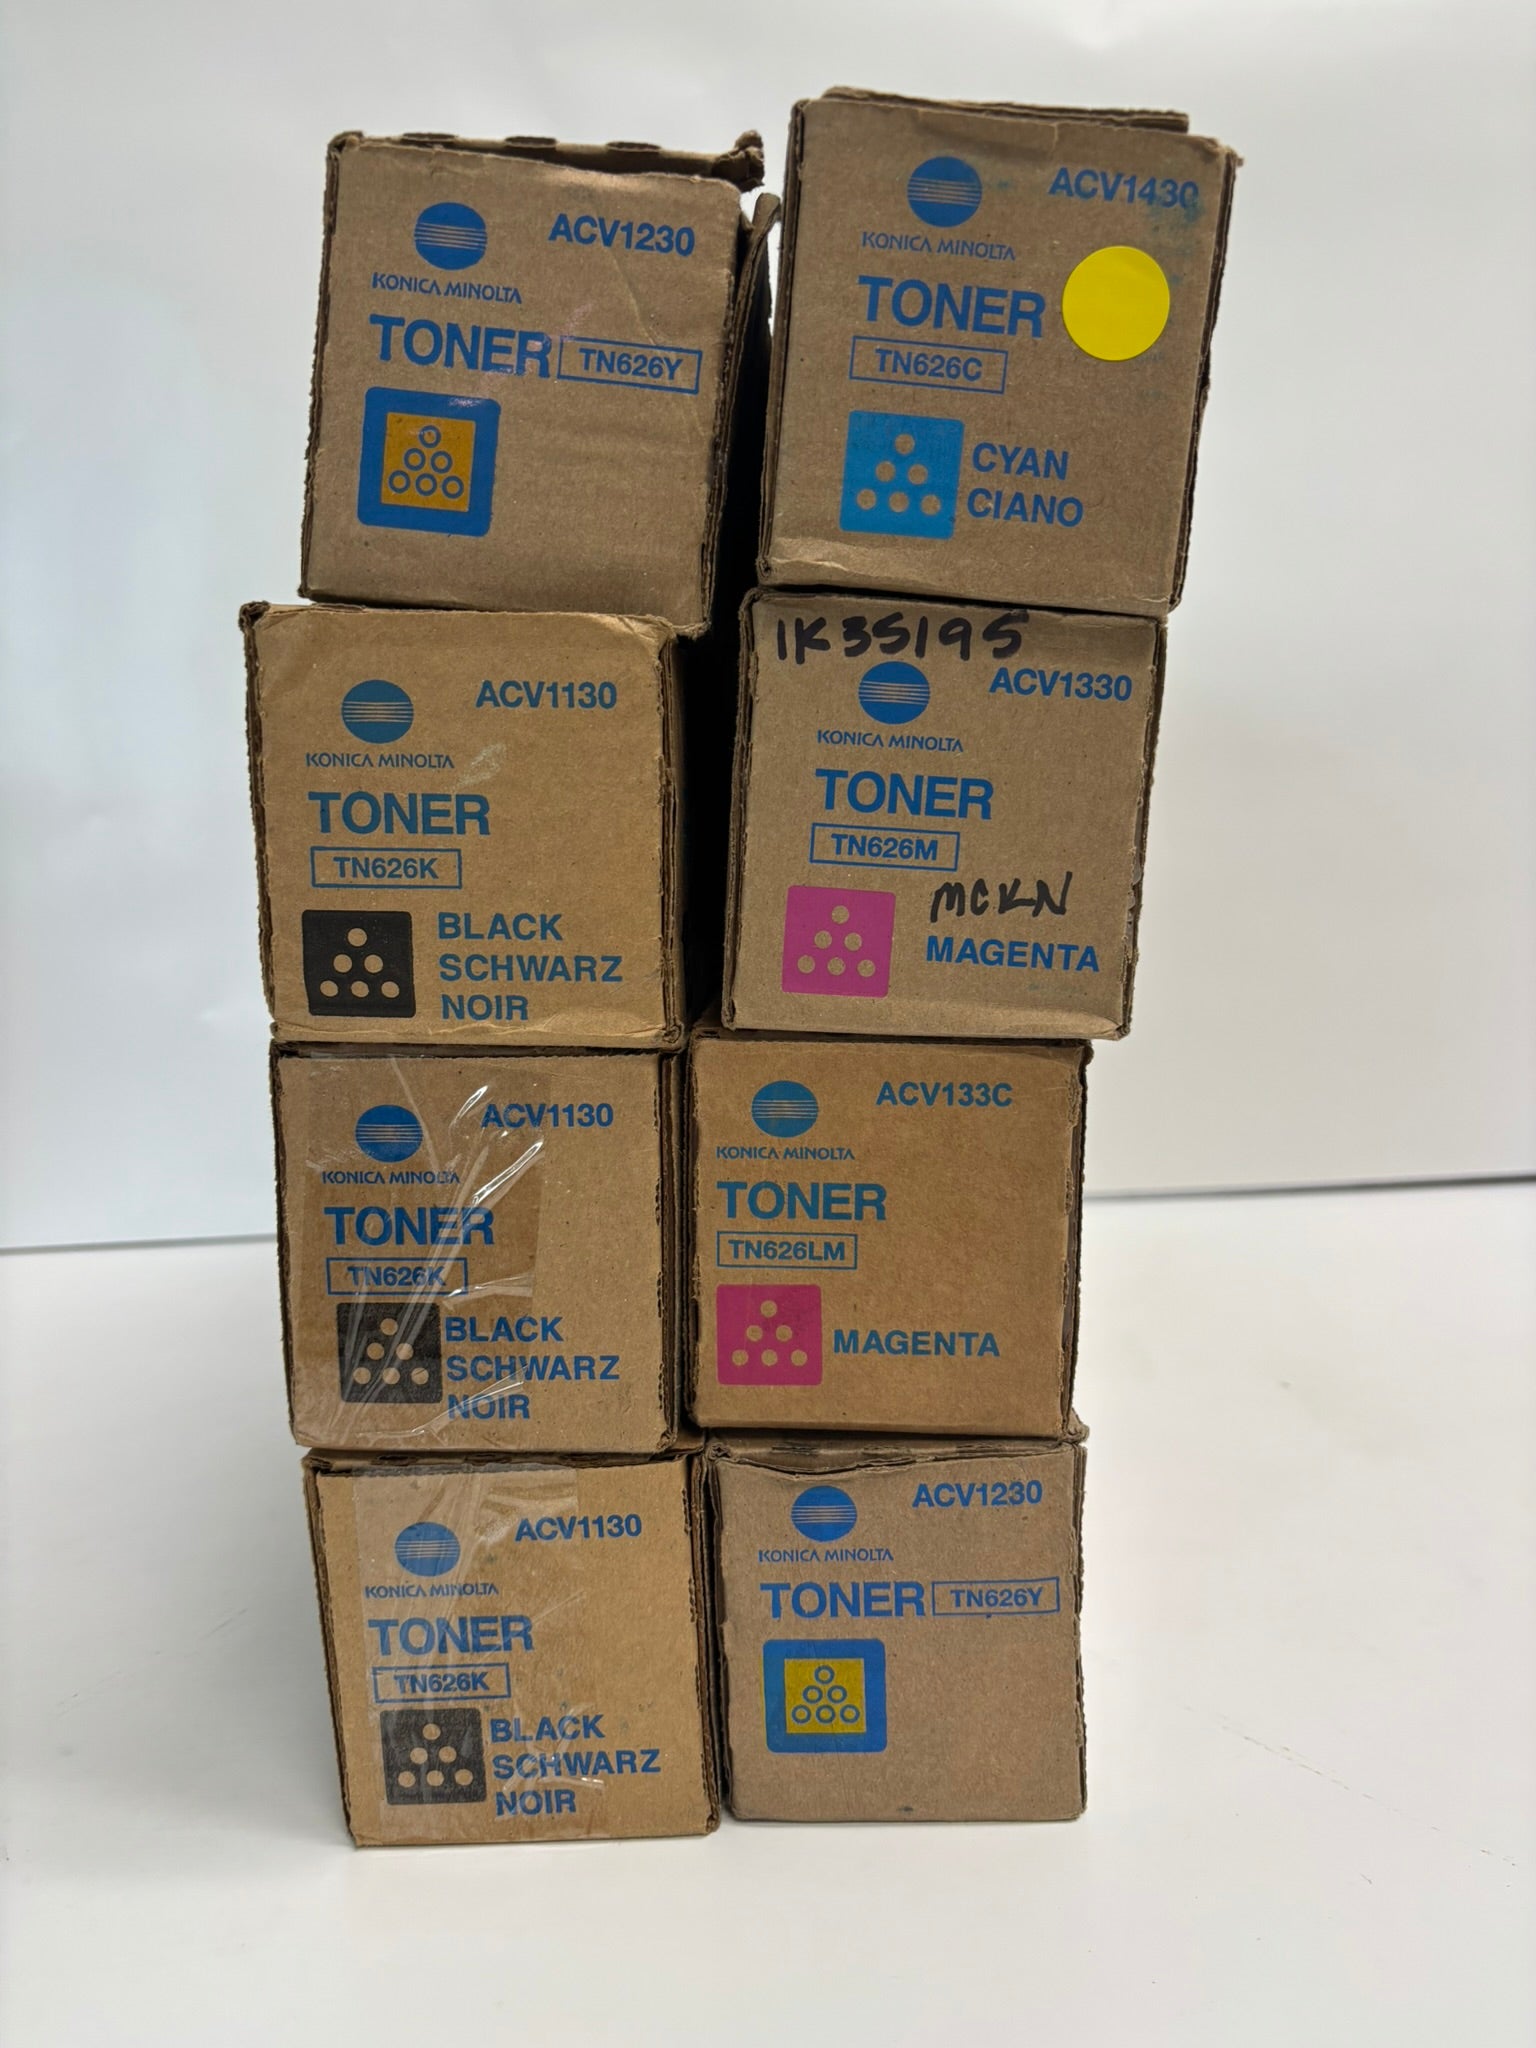 ACV1230
KONICA MINOLTA
TONER TN626Y
ACV1430
KONICA MINOLTA
TONER
TN626C
CYAN
CIANO
ACV1130
KONICA MINOLTA
TONER
TN626K
BLACK
SCHWARZ
NOIR
1K35195
ACV1330
KONICA MINOLTA
TONER
TN626M
MCKN
MAGENTA
ACV1130
KONICA MINOLTA
TONER
TN626K
BLACK
SCHWARZ
NOIR
ACV133C
KONICA MINOLTA
TONER
TN626LM
MAGENTA
ACV1130
KONICA MINOLTA
TONER
TN626K
BLACK
SCHWARZ
NOIR
ACV1230
KONICA MINOLTA
TONER TN626Y